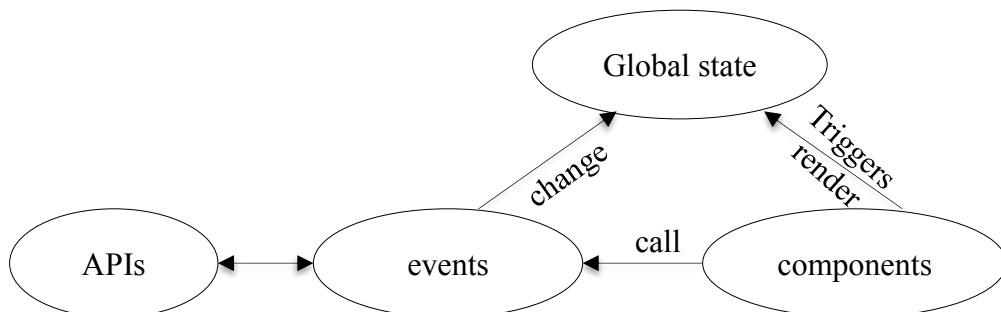 Global state
Triggers
render
change
call
APIs
events
components